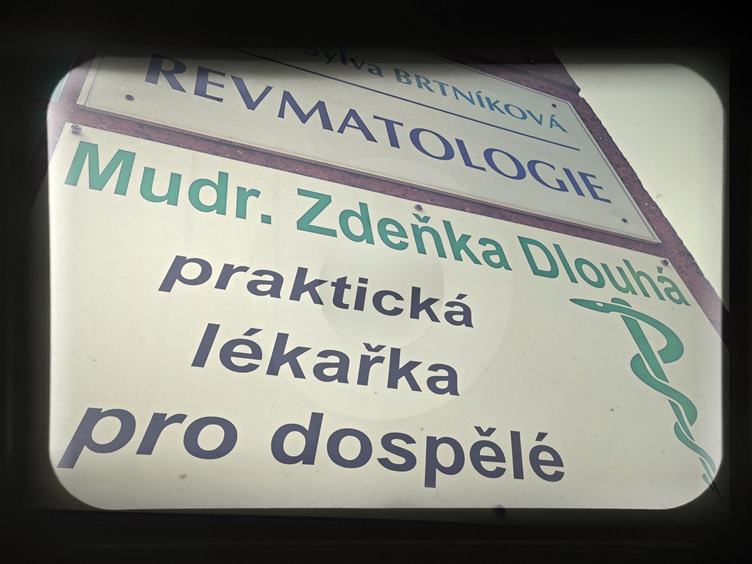 Sylva BRTNÍKOVÁ
REVMATOLOGIE
Mudr. Zdeňka Dlouhá
praktická
lékařka
pro dospělé